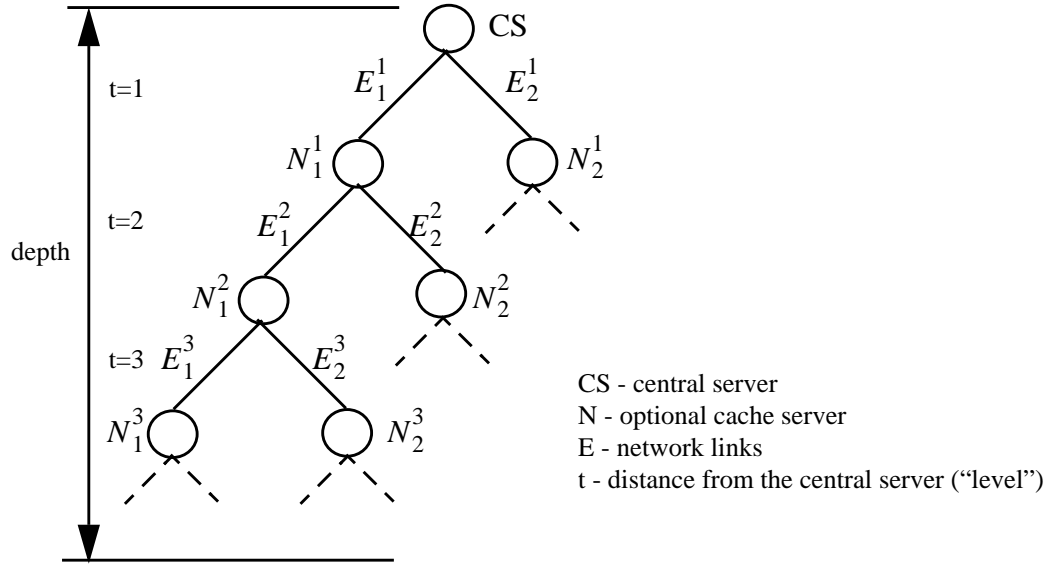 CS
t=1
E_1^1
E_2^1
N_1^1
N_2^1
t=2
E_1^2
E_2^2
depth
N_1^2
N_2^2
t=3
E_1^3
E_2^3
N_1^3
N_2^3
CS - central server
N - optional cache server
E - network links
t - distance from the central server (“level”)